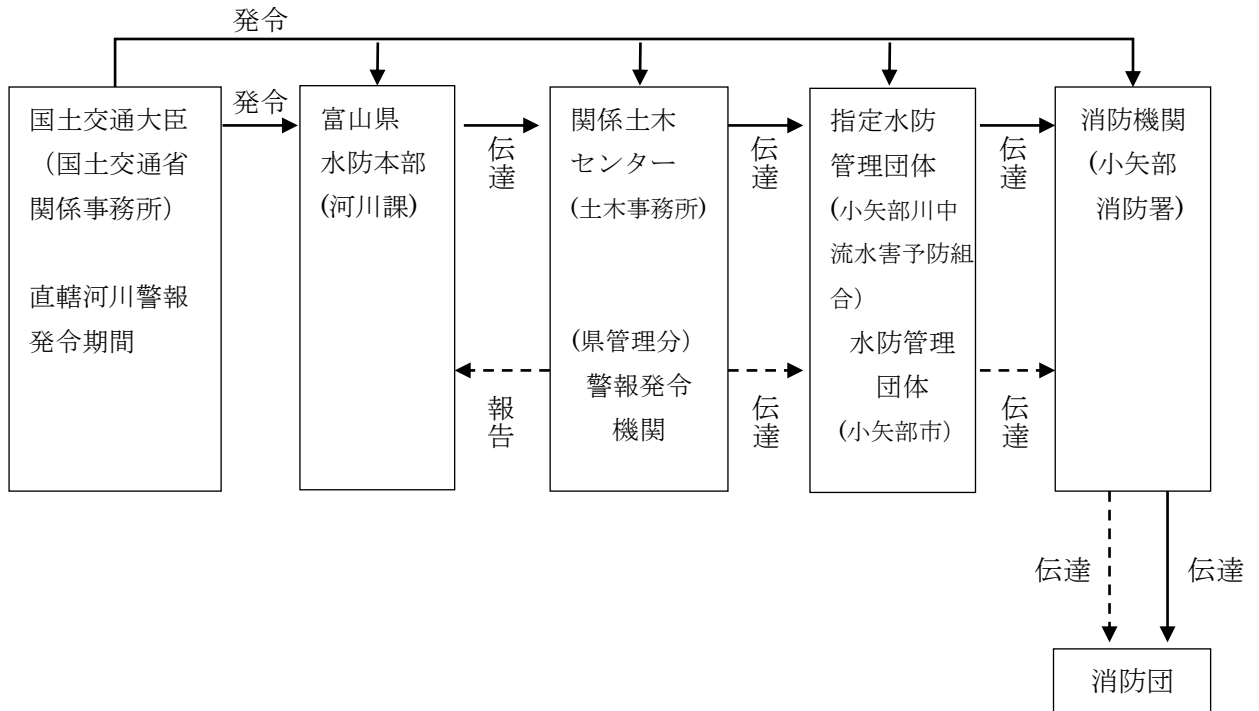 発令
国土交通大臣
（国土交通省
関係事務所）
直轄河川警報
発令期間
発令
富山県
水防本部
(河川課)
伝達
報告
関係土木
センター
(土木事務所)
(県管理分）
警報発令
機関
伝達
伝達
指定水防
管理団体
(小矢部川中
流水害予防組
合）
水防管理
団体
（小矢部市）
伝達
伝達
消防機関
(小矢部
消防署)
伝達
伝達
消防団